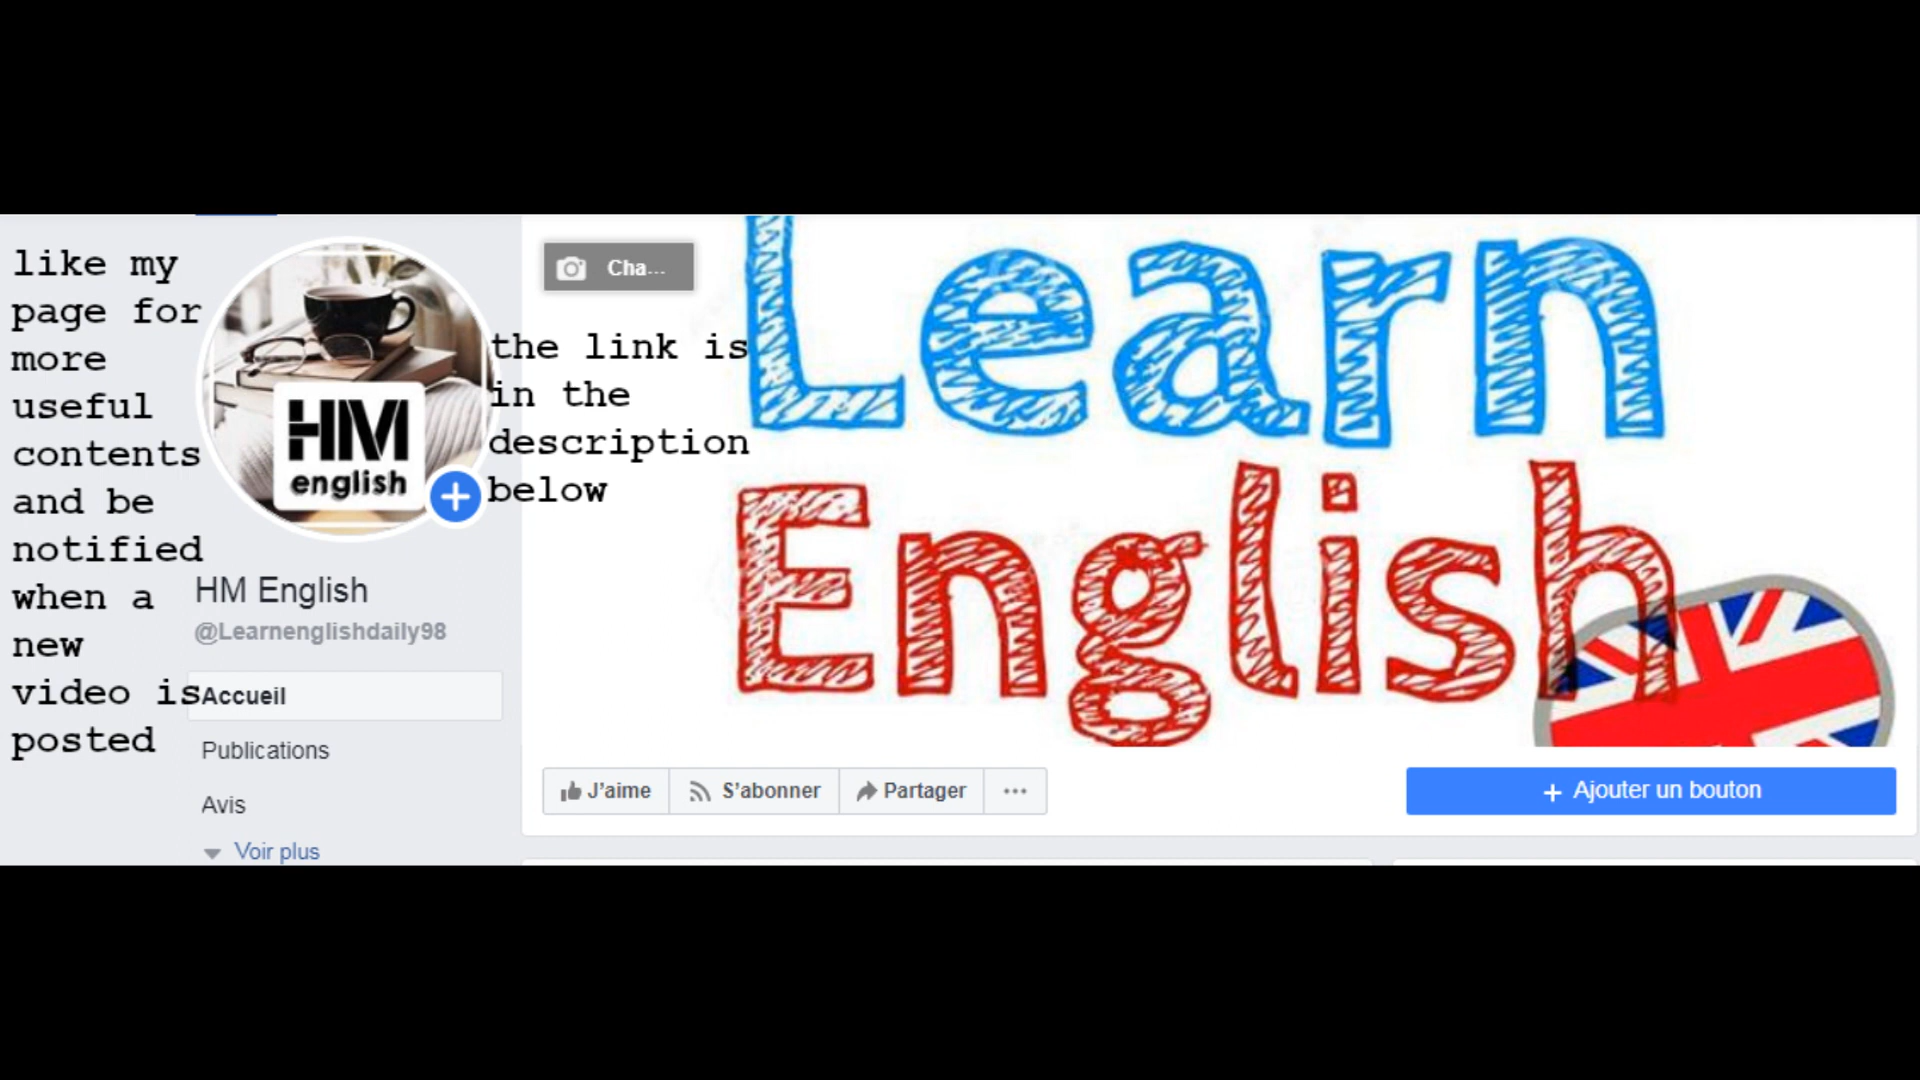 like my
page for
more
useful
contents
and be
notified
when a
new
video is
posted
HM
english
the link is
in the
description
below
HM English
@Learnenglishdaily98
Accueil
Publications
Avis
Voir plus
Cha...
Learn
English
J'aime
S'abonner
Partager
Ajouter un bouton